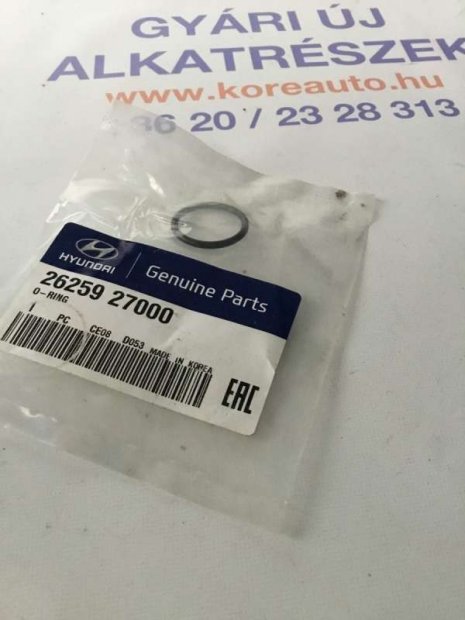 GYÁRI ÚJ
ALKATRÉSZEK
www.koreauto.hu
36 20 / 23 28 313
HYUNDAI
Genuine Parts
26259 27000
O-RING
1 PC CE08 D053 MADE IN KOREA
EAC